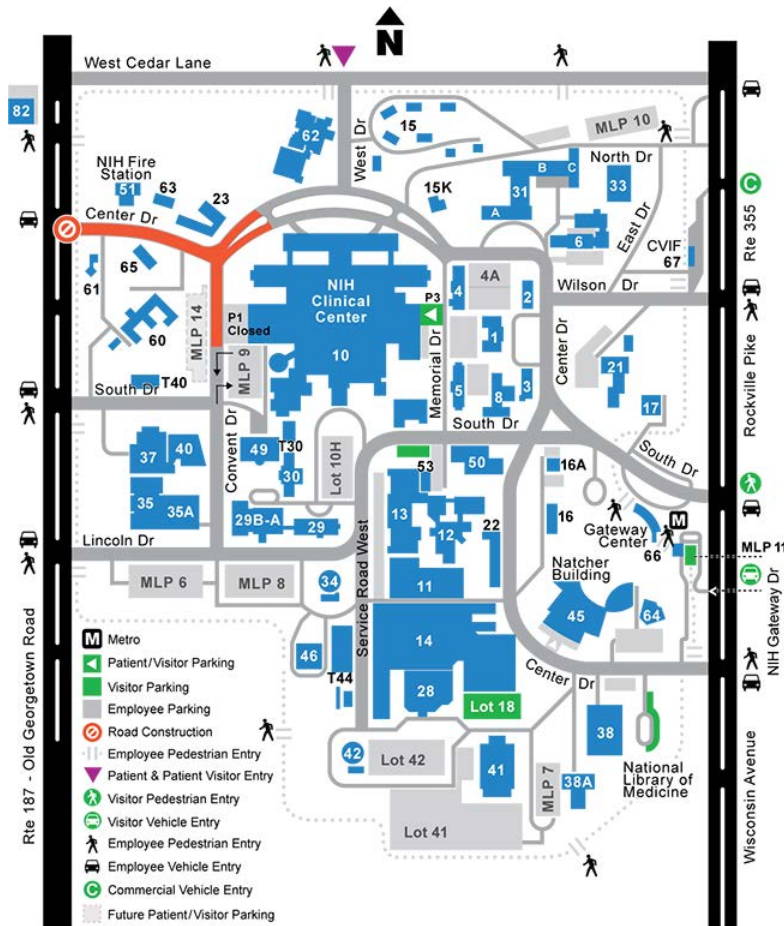 N
West Cedar Lane
82
62
West Dr
15
MLP 10
NIH Fire
Station
51
63
23
Center Dr
15K
B
C
31
A
North Dr
33
6
East Dr
CVIF
67
Rte 355
61
65
60
MLP 14
P1
Closed
NIH
Clinical
Center
10
P3
4
4A
2
Wilson Dr
Memorial Dr
1
Center Dr
MLP 9
South Dr
T40
5
8
3
21
17
Rockville Pike
South Dr
37
40
Convent Dr
49
T30
30
Lot 10H
53
50
16A
South Dr
35
35A
29B-A
29
13
12
22
16
Gateway
Center
M
66
MLP 11
Lincoln Dr
MLP 6
MLP 8
34
Service Road West
11
Natcher
Building
45
64
NIH Gateway Dr
46
T44
14
28
Lot 18
Center Dr
38
National
Library of
Medicine
42
Lot 42
41
MLP 7
38A
Lot 41
Rte 187 - Old Georgetown Road
Wisconsin Avenue
M Metro
Patient/Visitor Parking
Visitor Parking
Employee Parking
Road Construction
Employee Pedestrian Entry
Patient & Patient Visitor Entry
Visitor Pedestrian Entry
Visitor Vehicle Entry
Employee Pedestrian Entry
Employee Vehicle Entry
C Commercial Vehicle Entry
Future Patient/Visitor Parking
C